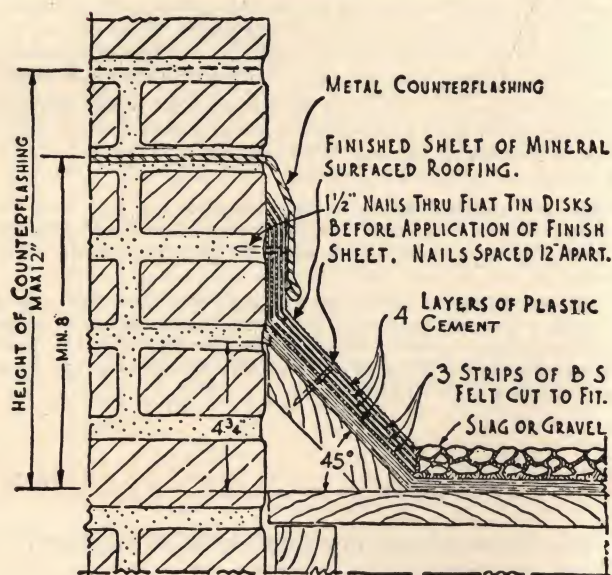 METAL COUNTERFLASHING
FINISHED SHEET OF MINERAL
SURFACED ROOFING.
1½" NAILS THRU FLAT TIN DISKS
BEFORE APPLICATION OF FINISH
SHEET. NAILS SPACED 12" APART.
4 LAYERS OF PLASTIC
CEMENT
3 STRIPS OF B S
FELT CUT TO FIT.
SLAG OR GRAVEL
HEIGHT OF COUNTERFLASHING
MAX 12"
MIN. 8"
4¾"
45°